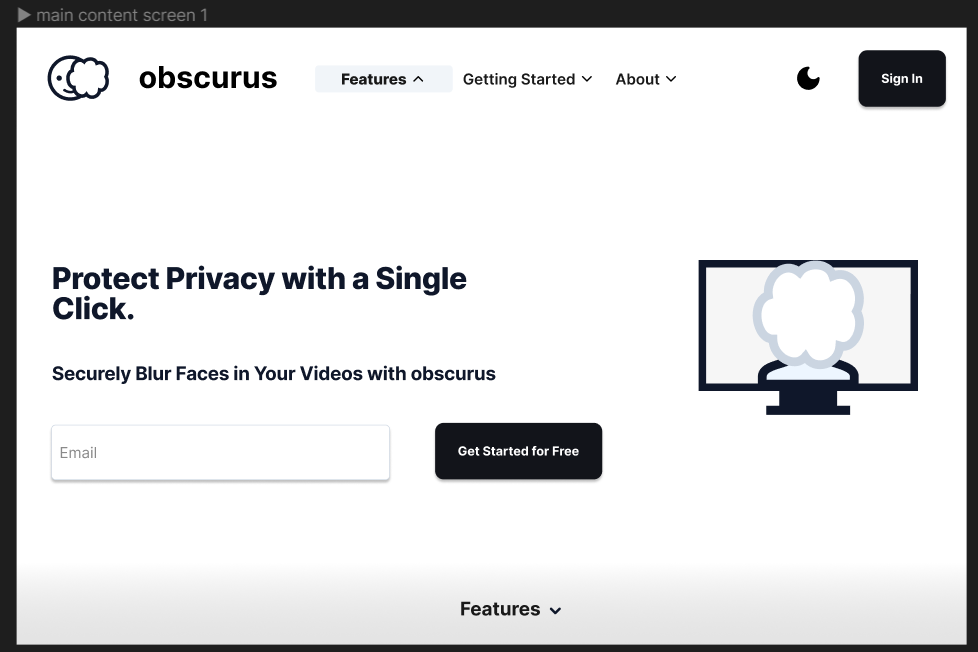 main content screen 1
obscurus
Features
Getting Started
About
Sign In
Protect Privacy with a Single
Click.
Securely Blur Faces in Your Videos with obscurus
Email
Get Started for Free
Features